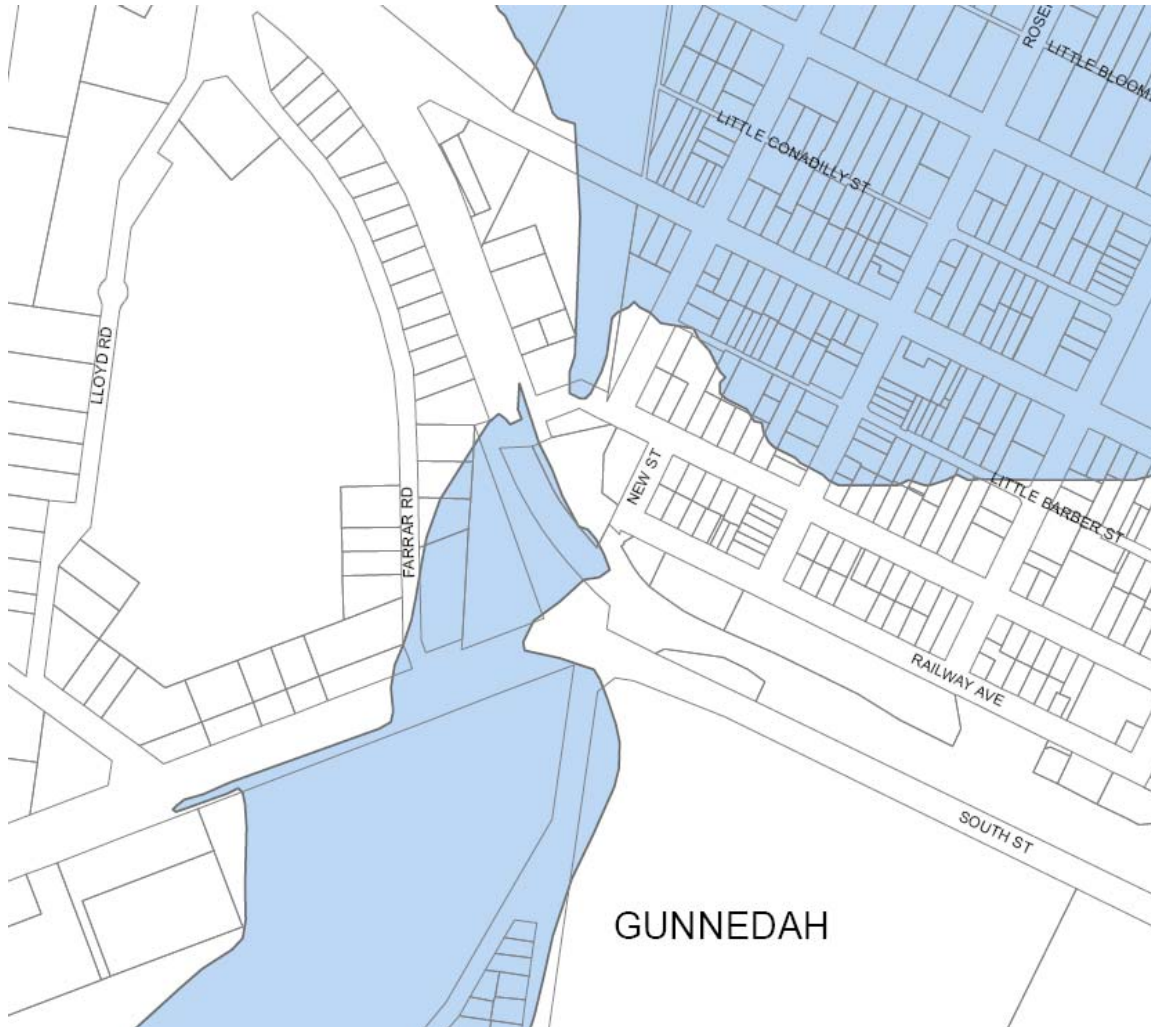 LITTLE BLOOM
LITTLE CONADILLY ST
LLOYD RD
NEW ST
LITTLE BARBER ST
FARRAR RD
RAILWAY AVE
SOUTH ST
GUNNEDAH